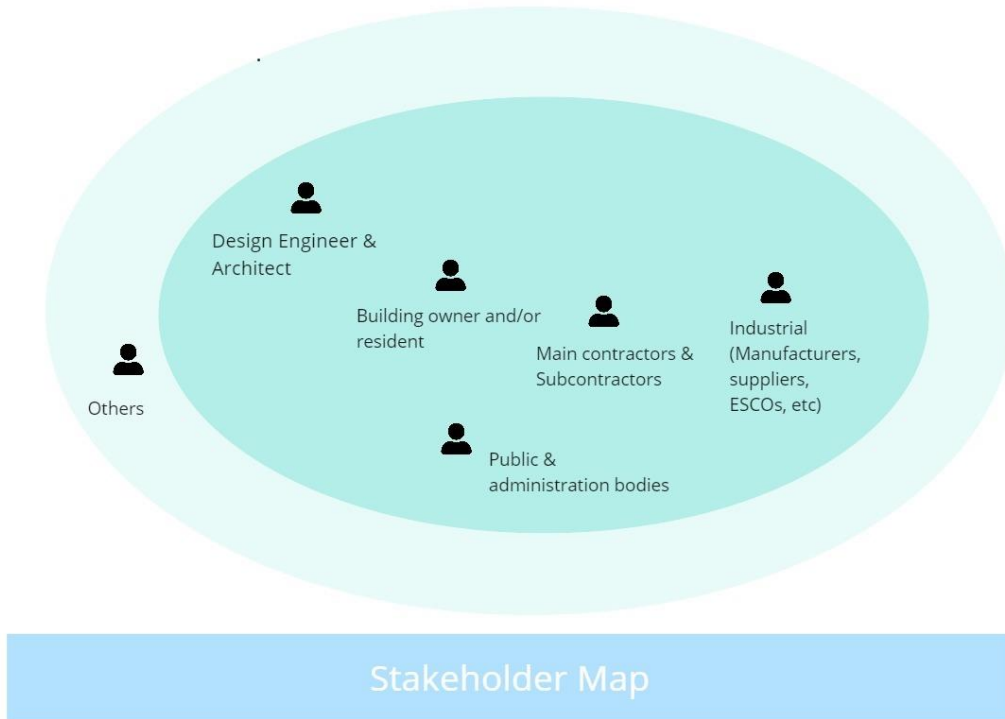 Design Engineer &
Architect
Building owner and/or
resident
Main contractors &
Subcontractors
Industrial
(Manufacturers,
suppliers,
ESCOs, etc)
Others
Public &
administration bodies
Stakeholder Map